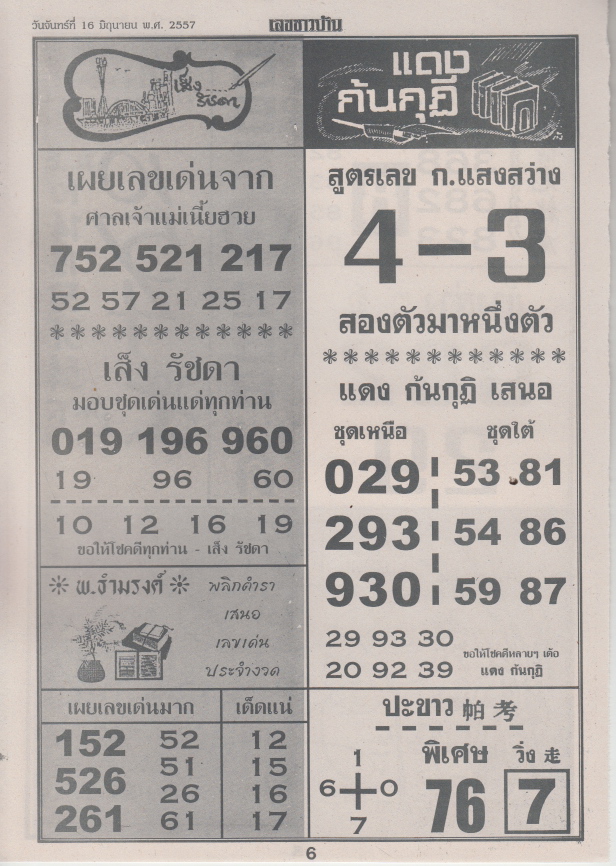 วันจันทร์ที่ 16 มิถุนายน พ.ศ. 2557
เลขชาวบ้าน
เส็ง
รัชดา
เผยเลขเด่นจาก
ศาลเจ้าแม่เนี้ยฮวย
752 521 217
52 57 21 25 17
เส็ง รัชดา
มอบชุดเด่นแด่ทุกท่าน
019 196 960
19 96 60
10 12 16 19
ขอให้โชคดีทุกท่าน - เส็ง รัชดา
พ.ธำมรงค์
พลิกตำรา
เสนอ
เลขเด่น
ประจำงวด
เผยเลขเด่นมาก
152 52
51
526 26
261 61
เด็ดแน่
12
15
16
17
แดง
กันกุฏิ
สูตรเลข ก.แสงสว่าง
4-3
สองตัวมาหนึ่งตัว
แดง กันกุฏิ เสนอ
ชุดเหนือ ชุดใต้
029 53 81
293 54 86
930 59 87
29 93 30
20 92 39
ขอให้โชคดีหลายๆ เด้อ
แดง กันกุฏิ
ปะขาว 帕考
พิเศษ วิ่ง 走
1
6 0
7
76 7
6